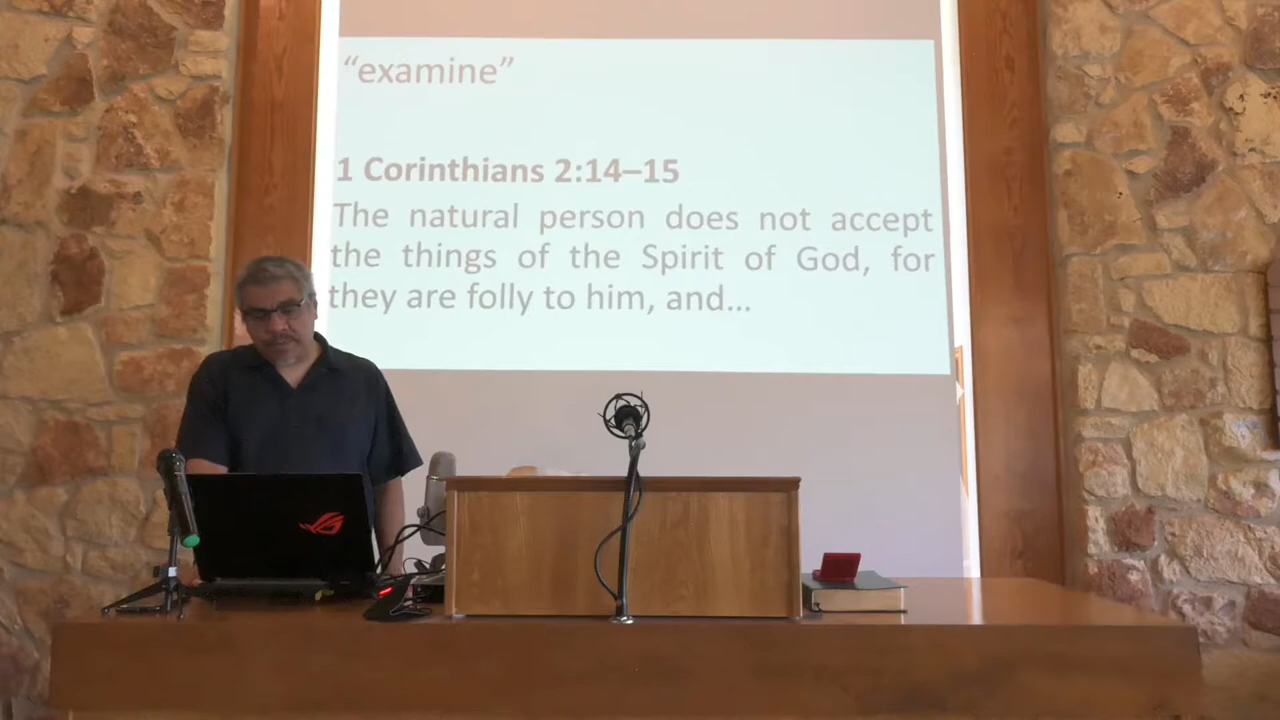 “examine”
1 Corinthians 2:14–15
The natural person does not accept
the things of the Spirit of God, for
they are folly to him, and...